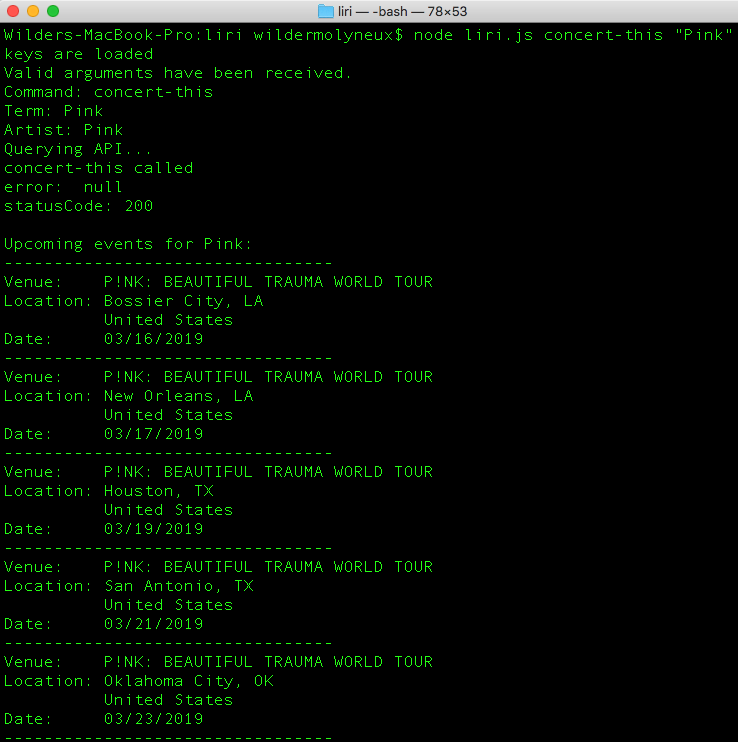 liri — -bash — 78×53
Wilders-MacBook-Pro:liri wildermolyneux$ node liri.js concert-this "Pink"
keys are loaded
Valid arguments have been received.
Command: concert-this
Term: Pink
Artist: Pink
Querying API...
concert-this called
error:  null
statusCode: 200

Upcoming events for Pink:
---------------------------------
Venue:    P!NK: BEAUTIFUL TRAUMA WORLD TOUR
Location: Bossier City, LA
          United States
Date:     03/16/2019
---------------------------------
Venue:    P!NK: BEAUTIFUL TRAUMA WORLD TOUR
Location: New Orleans, LA
          United States
Date:     03/17/2019
---------------------------------
Venue:    P!NK: BEAUTIFUL TRAUMA WORLD TOUR
Location: Houston, TX
          United States
Date:     03/19/2019
---------------------------------
Venue:    P!NK: BEAUTIFUL TRAUMA WORLD TOUR
Location: San Antonio, TX
          United States
Date:     03/21/2019
---------------------------------
Venue:    P!NK: BEAUTIFUL TRAUMA WORLD TOUR
Location: Oklahoma City, OK
          United States
Date:     03/23/2019
---------------------------------